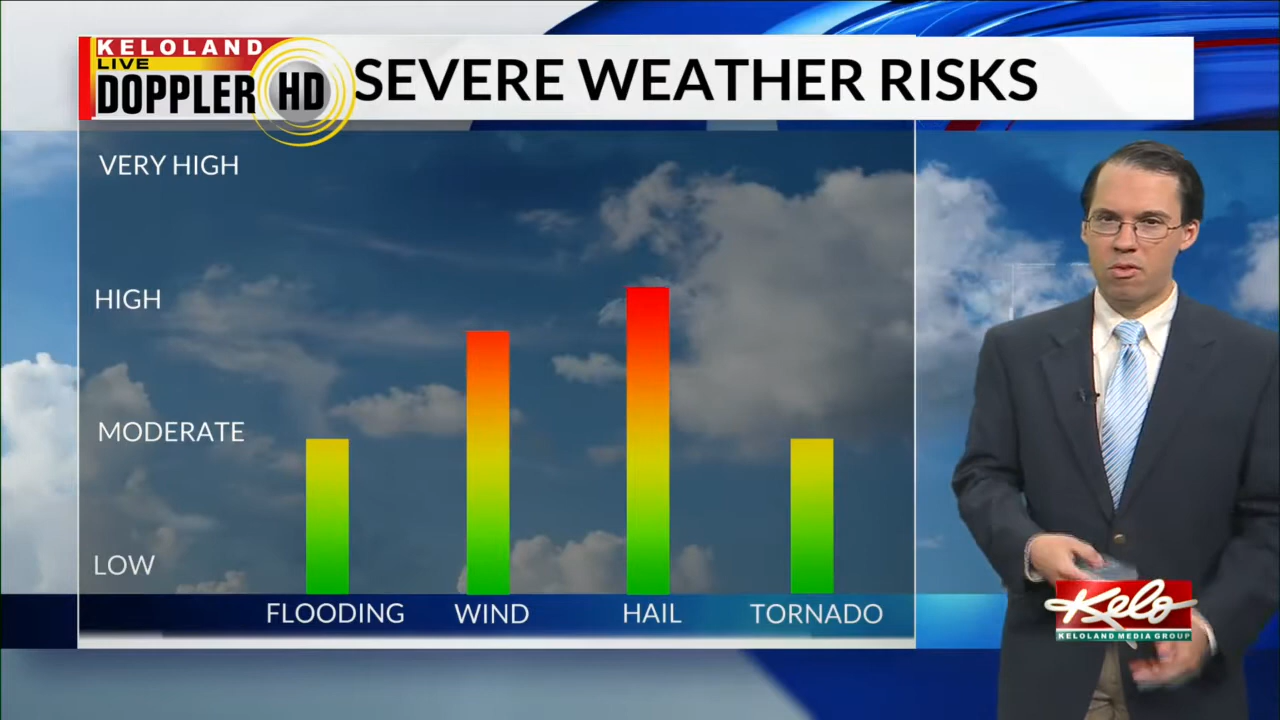 KELOLAND
LIVE
DOPPLER HD
SEVERE WEATHER RISKS
VERY HIGH
HIGH
MODERATE
LOW
FLOODING WIND HAIL TORNADO
Kelo
KELOLAND MEDIA GROUP